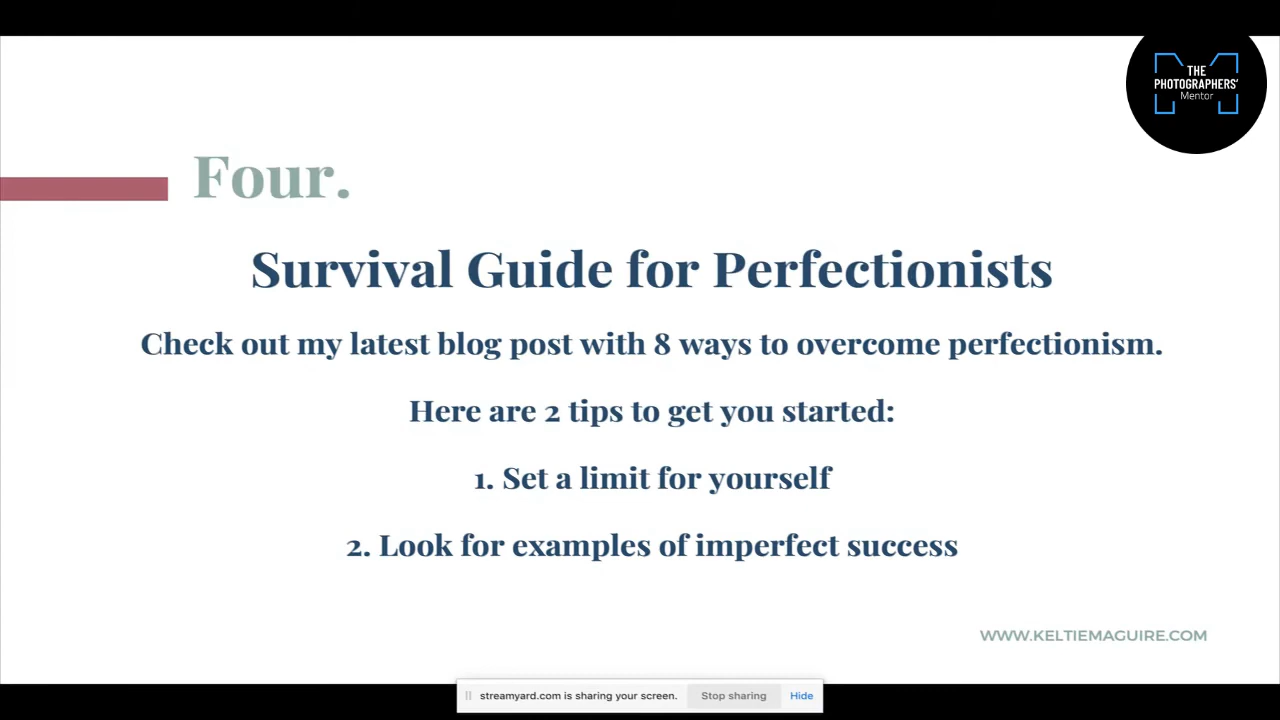 THE
PHOTOGRAPHERS'
Mentor
Four.
Survival Guide for Perfectionists
Check out my latest blog post with 8 ways to overcome perfectionism.
Here are 2 tips to get you started:
1. Set a limit for yourself
2. Look for examples of imperfect success
WWW.KELTIEMAGUIRE.COM
streamyard.com is sharing your screen. Stop sharing Hide